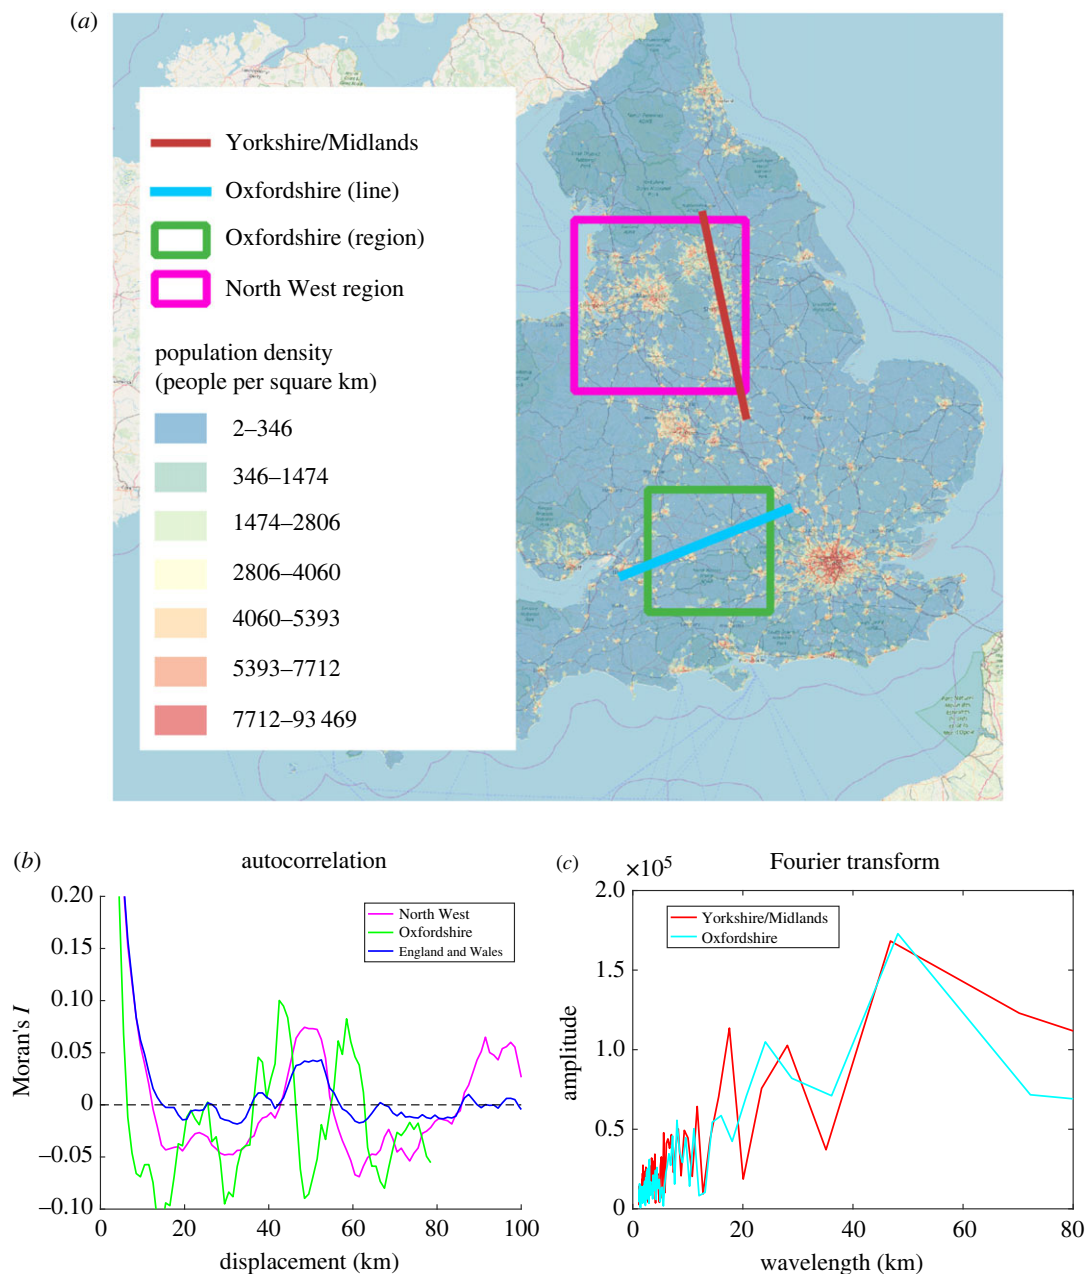 (a)
Yorkshire/Midlands
Oxfordshire (line)
Oxfordshire (region)
North West region
population density
(people per square km)
2–346
346–1474
1474–2806
2806–4060
4060–5393
5393–7712
7712–93 469
(b)
autocorrelation
0.20
0.15
0.10
0.05
0
−0.05
−0.10
Moran's I
North West
Oxfordshire
England and Wales
0
20
40
60
80
100
displacement (km)
(c)
Fourier transform
×10⁵
2.0
1.5
1.0
0.5
0
amplitude
Yorkshire/Midlands
Oxfordshire
0
20
40
60
80
wavelength (km)